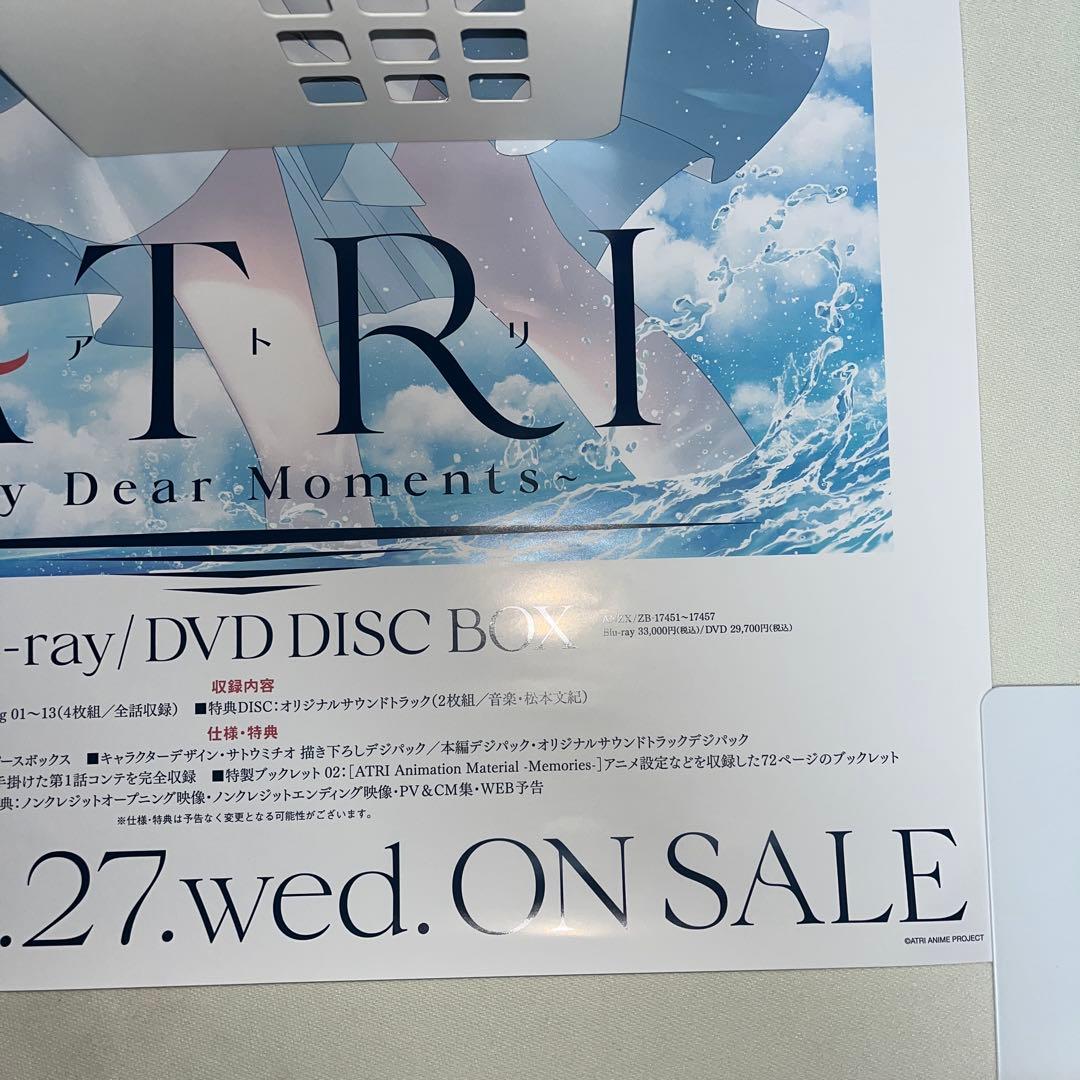 ATRI
アトリ
y Dear Moments~
-ray/DVD DISC BOX
ANZX/ZB-17451～17457
Blu-ray 33,000円(税込)/DVD 29,700円(税込)
収録内容
g 01～13(4枚組／全話収録) ■特典DISC：オリジナルサウンドトラック(2枚組／音楽・松本文紀)
仕様・特典
ースボックス ■キャラクターデザイン・サトウミチオ 描き下ろしデジパック／本編デジパック・オリジナルサウンドトラックデジパック
手掛けた第1話コンテを完全収録 ■特製ブックレット 02：[ATRI Animation Material -Memories-]アニメ設定などを収録した72ページのブックレット
典：ノンクレジットオープニング映像・ノンクレジットエンディング映像・PV＆CM集・WEB予告
※仕様・特典は予告なく変更となる可能性がございます。
.27.wed. ON SALE
©ATRI ANIME PROJECT